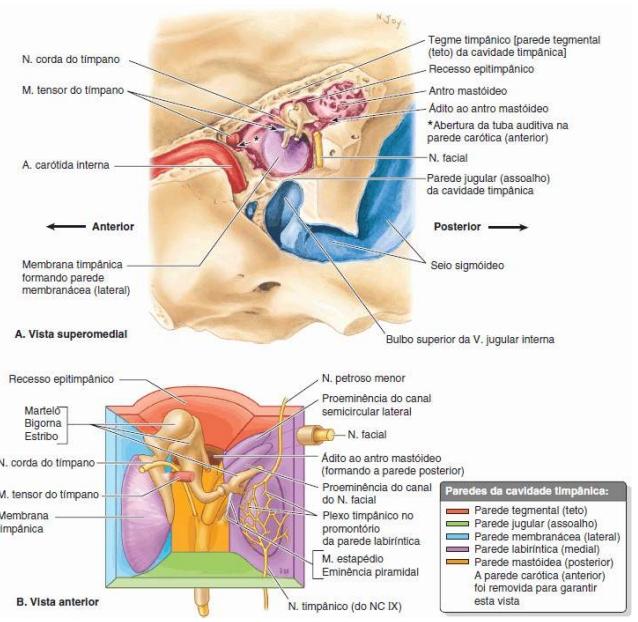 N. Joy
N. corda do tímpano
M. tensor do tímpano
A. carótida interna
Anterior
Membrana timpânica
formando parede
membranácea (lateral)
A. Vista superomedial
Tegme timpânico [parede tegmental
(teto) da cavidade timpânica]
Recesso epitimpânico
Antro mastóideo
Ádito ao antro mastóideo
*Abertura da tuba auditiva na
parede carótica (anterior)
N. facial
Parede jugular (assoalho)
da cavidade timpânica
Posterior
Seio sigmóideo
Bulbo superior da V. jugular interna
*
Recesso epitimpânico
Martelo
Bigorna
Estribo
N. corda do tímpano
M. tensor do tímpano
Membrana
timpânica
B. Vista anterior
N. petroso menor
Proeminência do canal
semicircular lateral
N. facial
Ádito ao antro mastóideo
(formando a parede posterior)
Proeminência do canal
do N. facial
Plexo timpânico no
promontório
da parede labiríntica
M. estapédio
Eminência piramidal
N. timpânico (do NC IX)
Paredes da cavidade timpânica:
Parede tegmental (teto)
Parede jugular (assoalho)
Parede membranácea (lateral)
Parede labiríntica (medial)
Parede mastóidea (posterior)
A parede carótica (anterior)
foi removida para garantir
esta vista